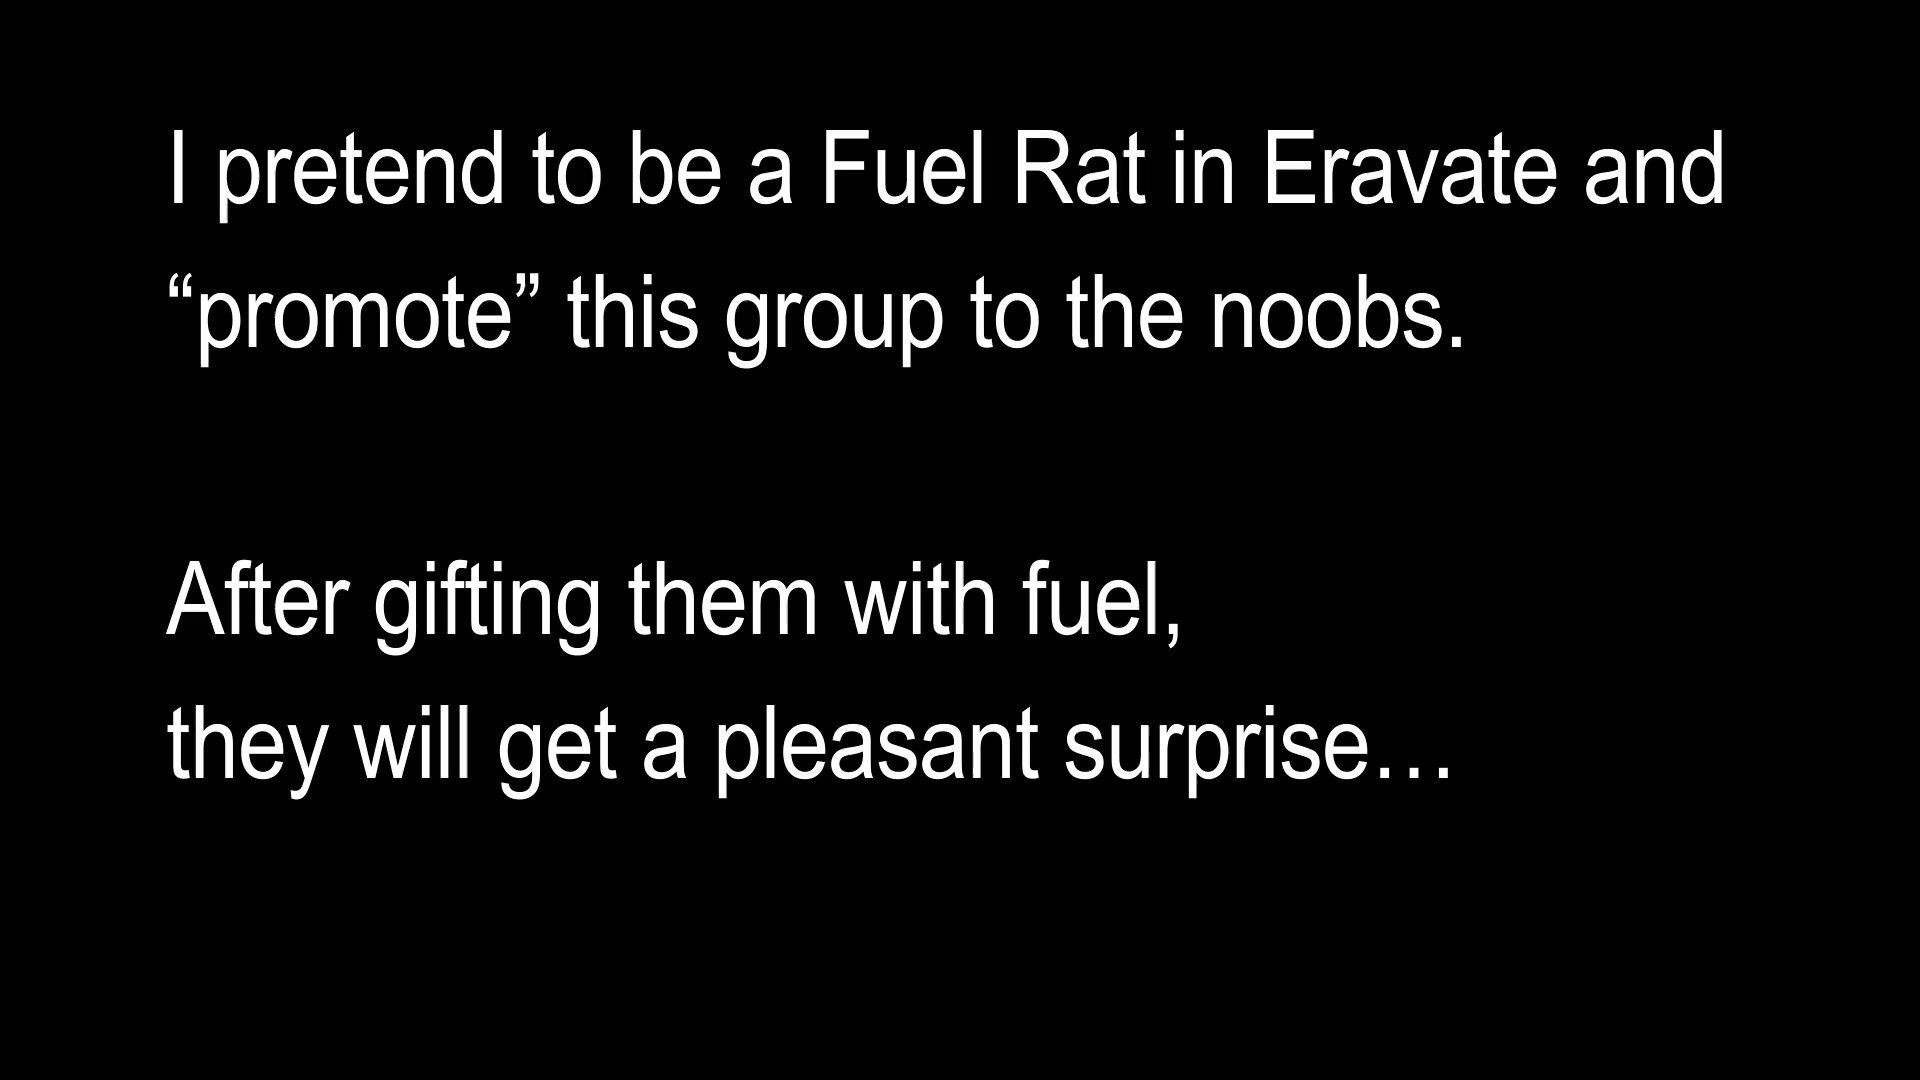 I pretend to be a Fuel Rat in Eravate and
“promote” this group to the noobs.
After gifting them with fuel,
they will get a pleasant surprise…